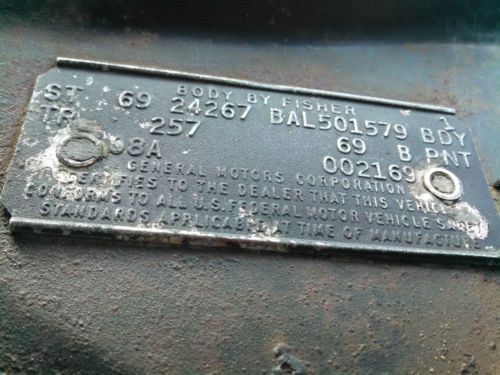 BODY BY FISHER
ST 69 24267 BAL501579 BDY
TR 257 69 B PNT
08A 002169
GENERAL MOTORS CORPORATION
CERTIFIES TO THE DEALER THAT THIS VEHICLE
CONFORMS TO ALL U.S. FEDERAL MOTOR VEHICLE SAFETY
STANDARDS APPLICABLE AT TIME OF MANUFACTURE
1